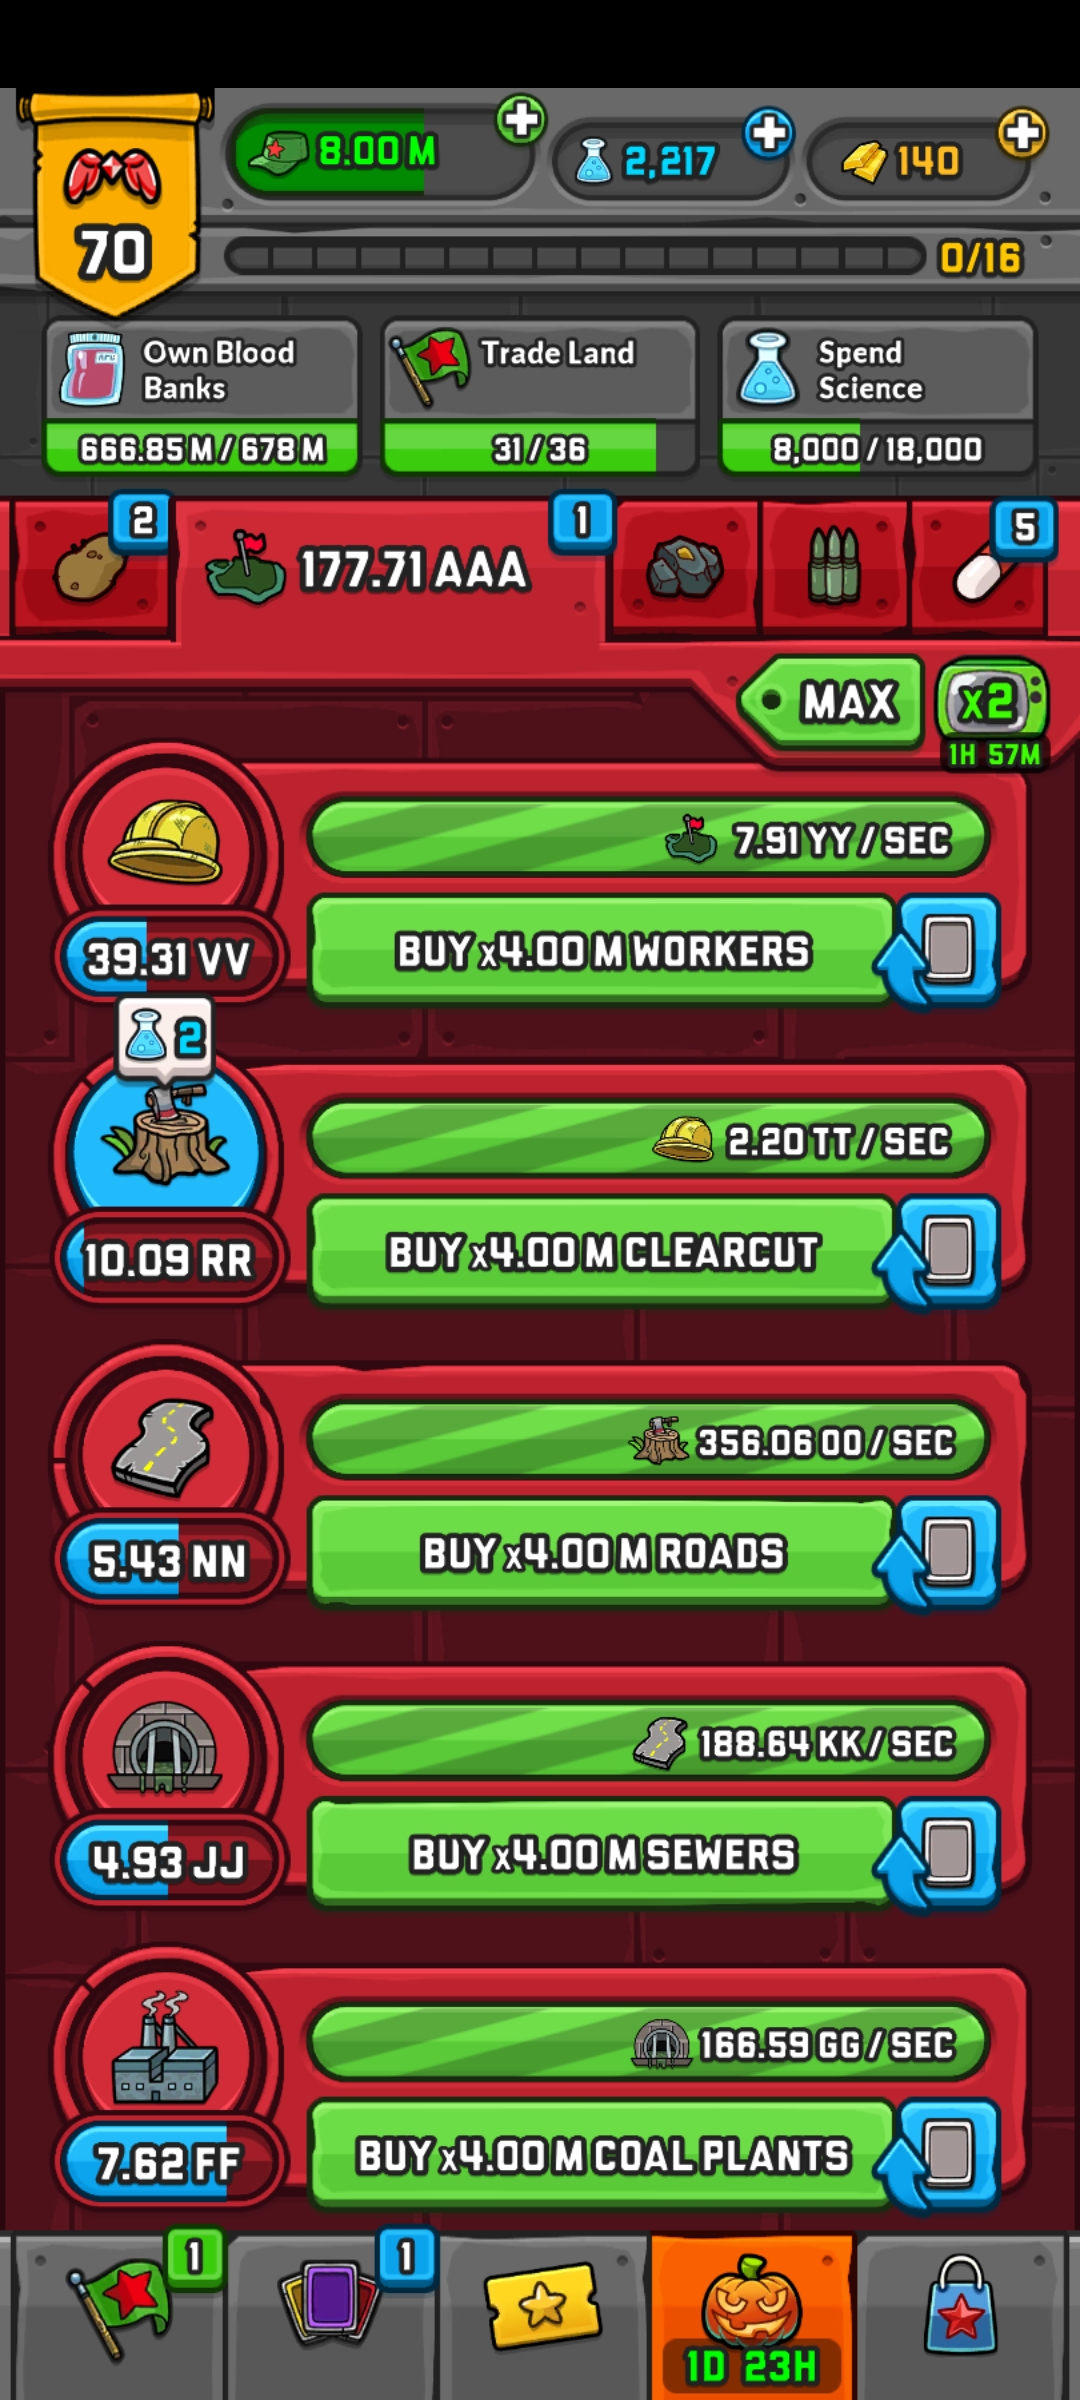 8.00 M
2,217
140
70
0/16
Own Blood Banks
666.85 M / 678 M
Trade Land
31 / 36
Spend Science
8,000 / 18,000
2
177.71 AAA
1
5
MAX
x2
1H 57M
7.91 YY / SEC
39.31 VV
BUY x4.00 M WORKERS
2
2.20 TT / SEC
10.09 RR
BUY x4.00 M CLEARCUT
356.06 OO / SEC
5.43 NN
BUY x4.00 M ROADS
188.64 KK / SEC
4.93 JJ
BUY x4.00 M SEWERS
166.59 GG / SEC
7.62 FF
BUY x4.00 M COAL PLANTS
1
1
1D 23H